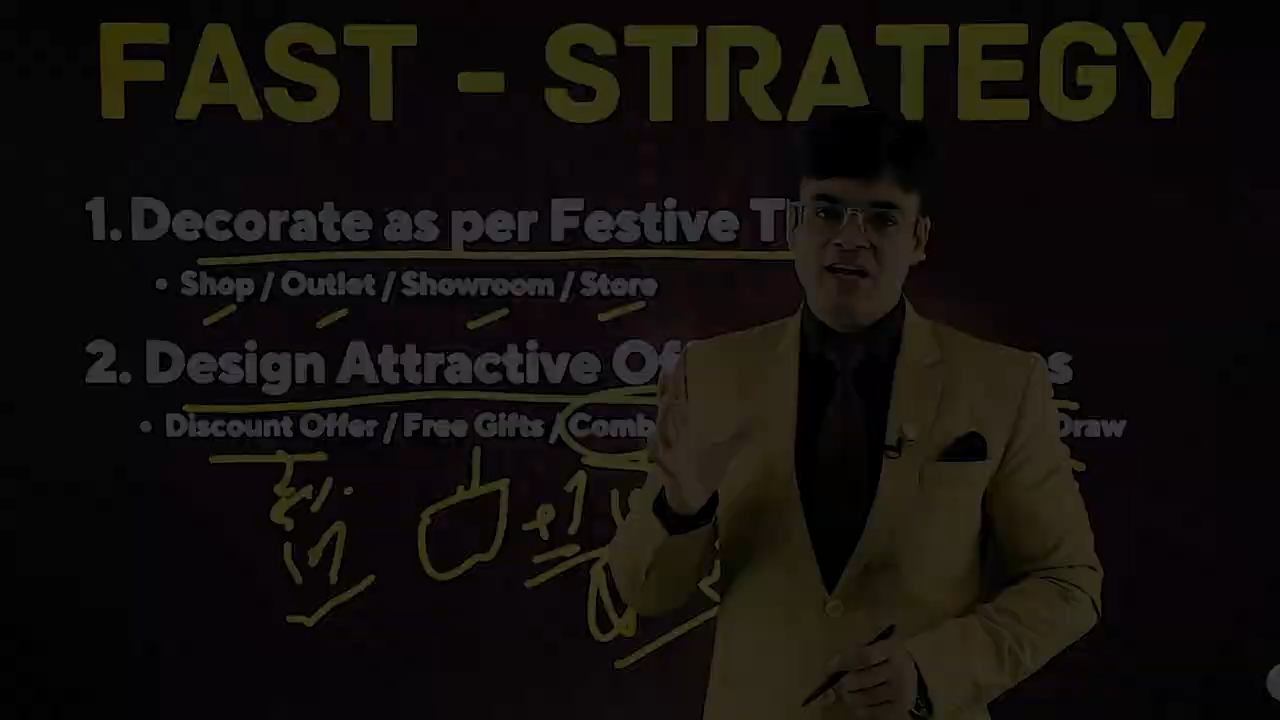 FAST - STRATEGY
1. Decorate as per Festive
• Shop / Outlet / Showroom / Store
2. Design Attractive
• Discount Offer / Free Gifts / Draw
+1